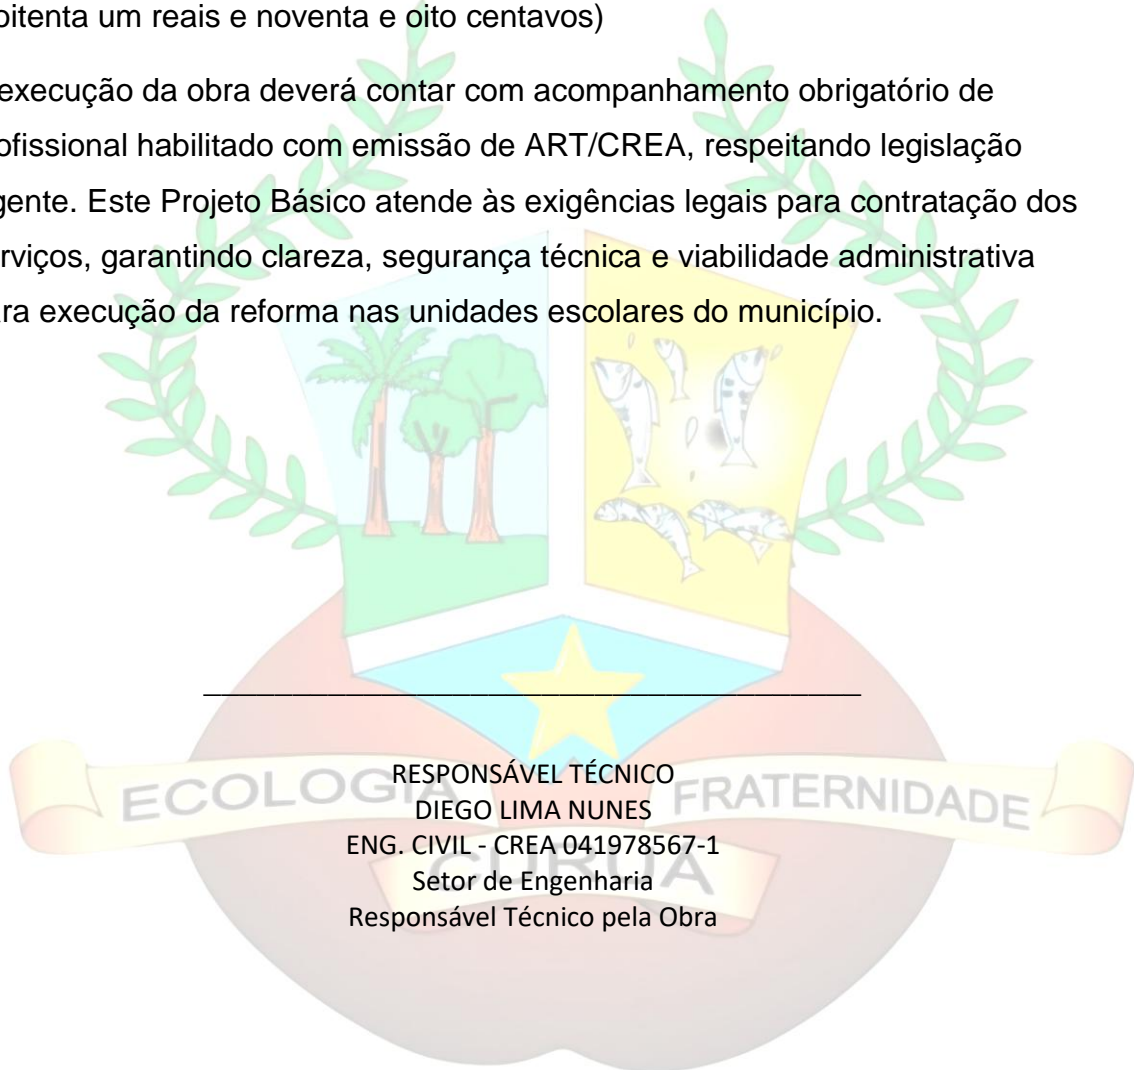 oitenta um reais e noventa e oito centavos)
execução da obra deverá contar com acompanhamento obrigatório de
ofissional habilitado com emissão de ART/CREA, respeitando legislação
gente. Este Projeto Básico atende às exigências legais para contratação dos
rviços, garantindo clareza, segurança técnica e viabilidade administrativa
ra execução da reforma nas unidades escolares do município.
RESPONSÁVEL TÉCNICO
DIEGO LIMA NUNES
ENG. CIVIL - CREA 041978567-1
Setor de Engenharia
Responsável Técnico pela Obra
ECOLOGIA FRATERNIDADE
CURUÁ